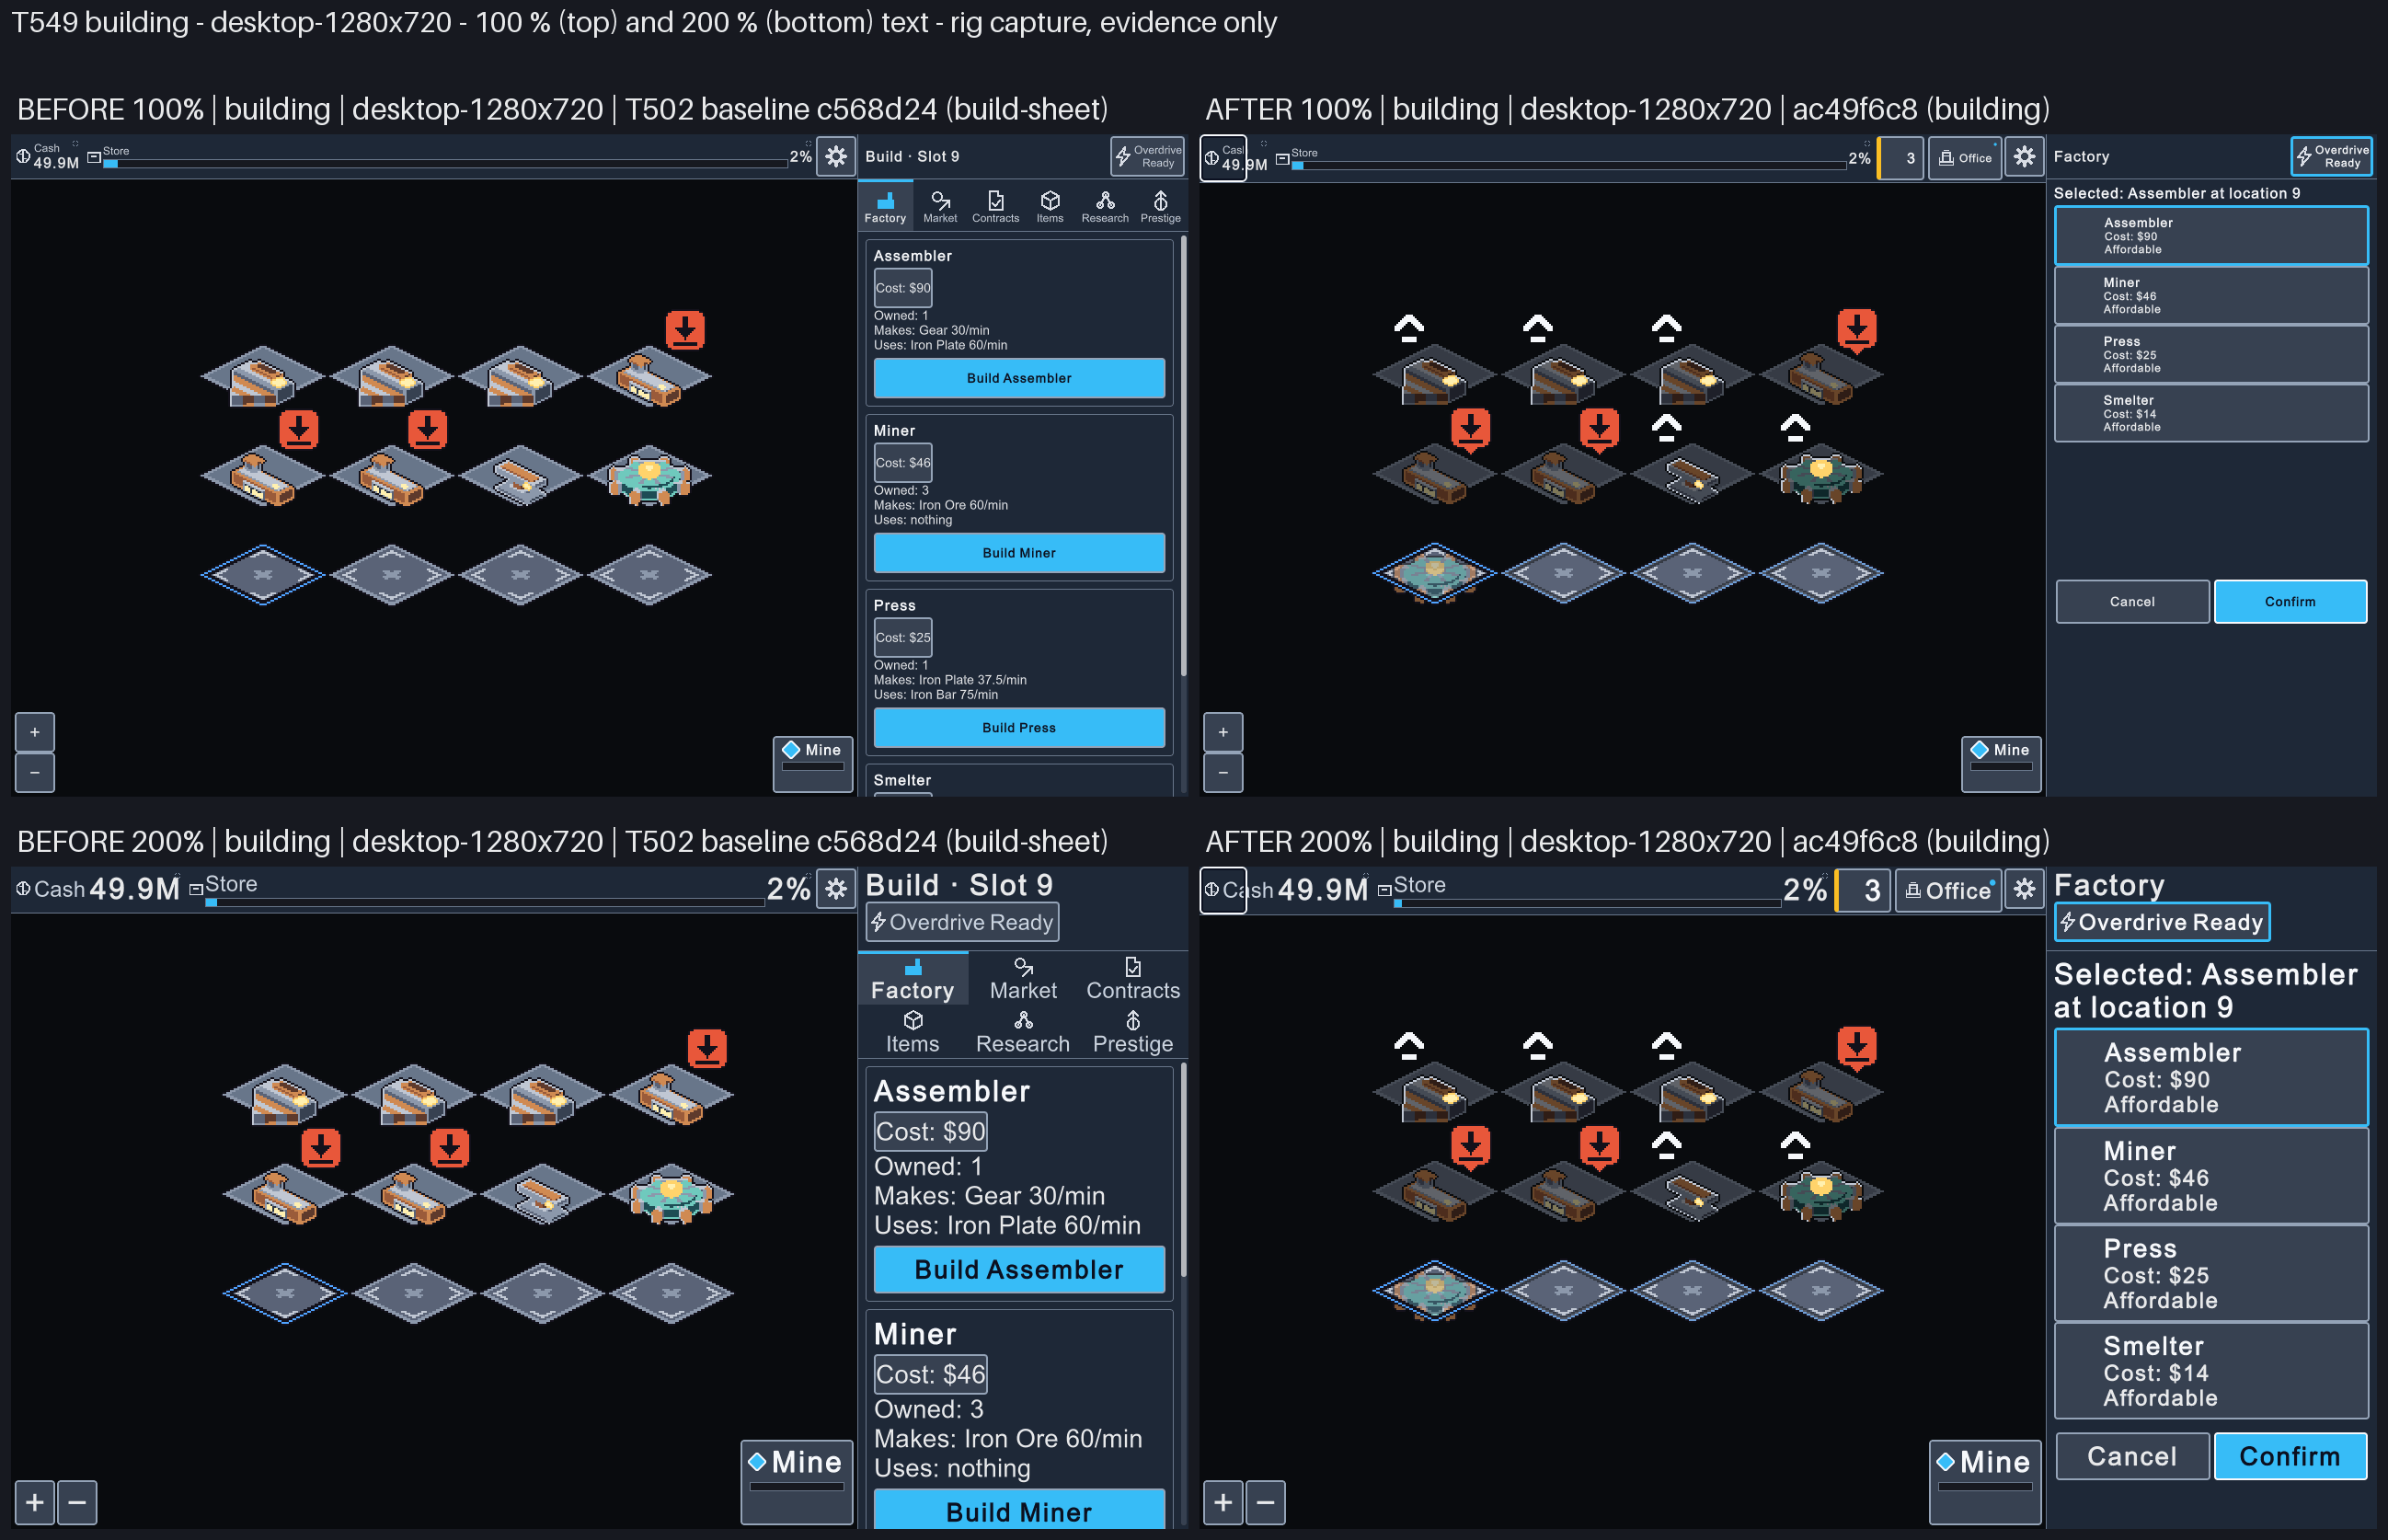 T549 building - desktop-1280x720 - 100 % (top) and 200 % (bottom) text - rig capture, evidence only
BEFORE 100% | building | desktop-1280x720 | T502 baseline c568d24 (build-sheet)
Cash
49.9M
Store
2%
Build · Slot 9
Overdrive
Ready
Factory
Market
Contracts
Items
Research
Prestige
Assembler
Cost: $90
Owned: 1
Makes: Gear 30/min
Uses: Iron Plate 60/min
Build Assembler
Miner
Cost: $46
Owned: 3
Makes: Iron Ore 60/min
Uses: nothing
Build Miner
Press
Cost: $25
Owned: 1
Makes: Iron Plate 37.5/min
Uses: Iron Bar 75/min
Build Press
Smelter
+
−
Mine
AFTER 100% | building | desktop-1280x720 | ac49f6c8 (building)
Cash
49.9M
Store
2%
3
Office
Factory
Overdrive
Ready
Selected: Assembler at location 9
Assembler
Cost: $90
Affordable
Miner
Cost: $46
Affordable
Press
Cost: $25
Affordable
Smelter
Cost: $14
Affordable
Cancel
Confirm
+
−
Mine
BEFORE 200% | building | desktop-1280x720 | T502 baseline c568d24 (build-sheet)
Cash 49.9M
Store
2%
Build · Slot 9
Overdrive Ready
Factory
Market
Contracts
Items
Research
Prestige
Assembler
Cost: $90
Owned: 1
Makes: Gear 30/min
Uses: Iron Plate 60/min
Build Assembler
Miner
Cost: $46
Owned: 3
Makes: Iron Ore 60/min
Uses: nothing
Build Miner
+
−
Mine
AFTER 200% | building | desktop-1280x720 | ac49f6c8 (building)
Cash 49.9M
Store
2%
3
Office
Factory
Overdrive Ready
Selected: Assembler
at location 9
Assembler
Cost: $90
Affordable
Miner
Cost: $46
Affordable
Press
Cost: $25
Affordable
Smelter
Cost: $14
Affordable
Cancel
Confirm
+
−
Mine